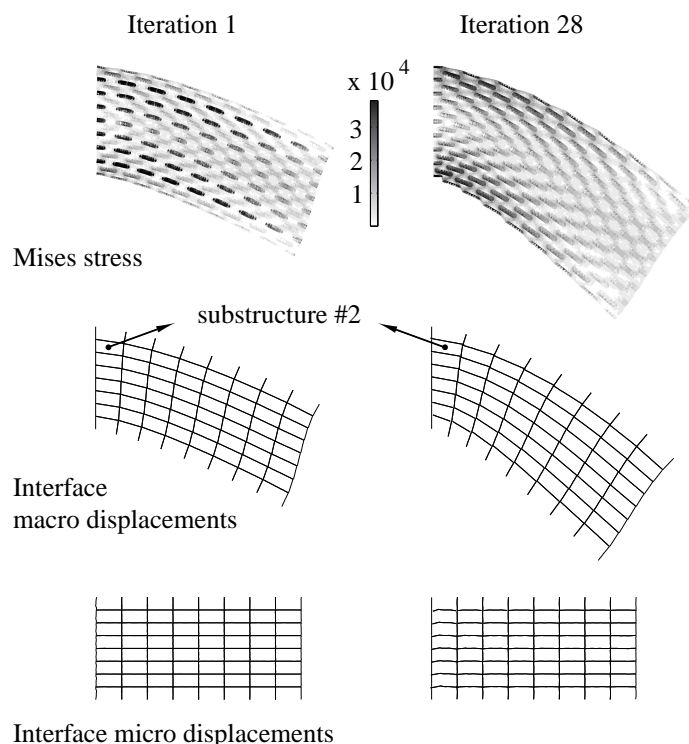 Iteration 1
Iteration 28
x 10^4
3
2
1
Mises stress
substructure #2
Interface
macro displacements
Interface micro displacements